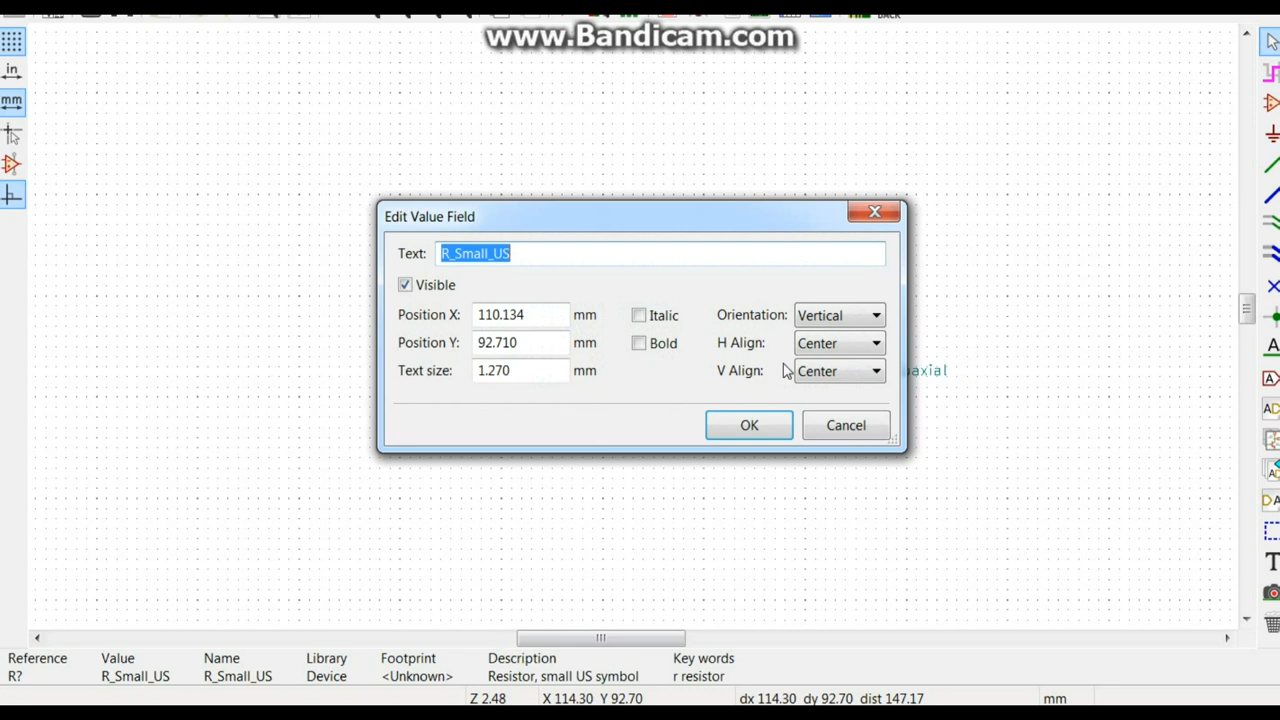 www.Bandicam.com
BACK
in
mm
Edit Value Field
Text: R_Small_US
Visible
Position X: 110.134 mm Italic Orientation: Vertical
Position Y: 92.710 mm Bold H Align: Center
Text size: 1.270 mm V Align: Center
axial
OK Cancel
Reference Value Name Library Footprint Description Key words
R? R_Small_US R_Small_US Device <Unknown> Resistor, small US symbol r resistor
Z 2.48 X 114.30 Y 92.70 dx 114.30 dy 92.70 dist 147.17 mm